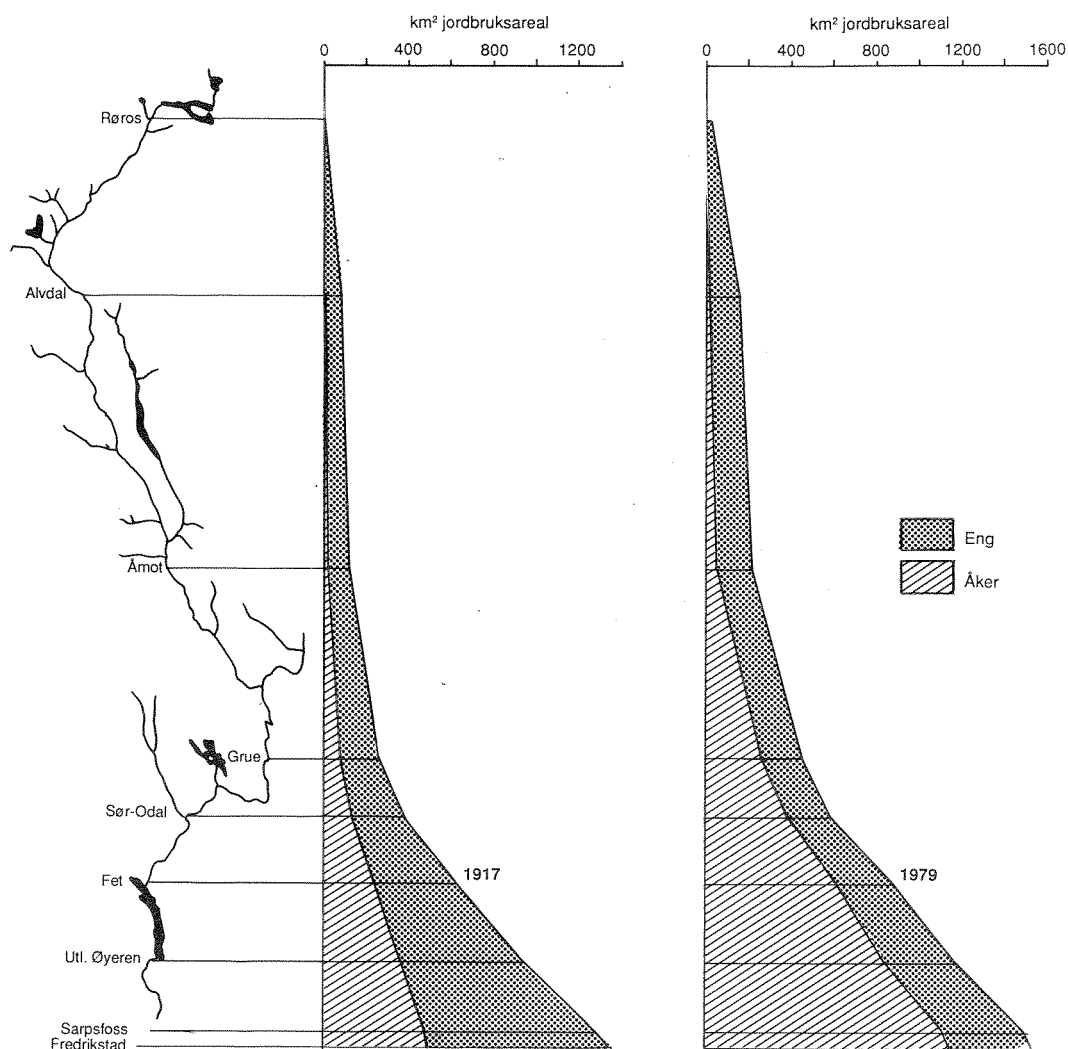 km² jordbruksareal
0 400 800 1200
km² jordbruksareal
0 400 800 1200 1600
Røros
Alvdal
Åmot
Eng
Åker
Grue
Sør-Odal
Fet
1917
1979
Utl. Øyeren
Sarpsfoss
Fredrikstad